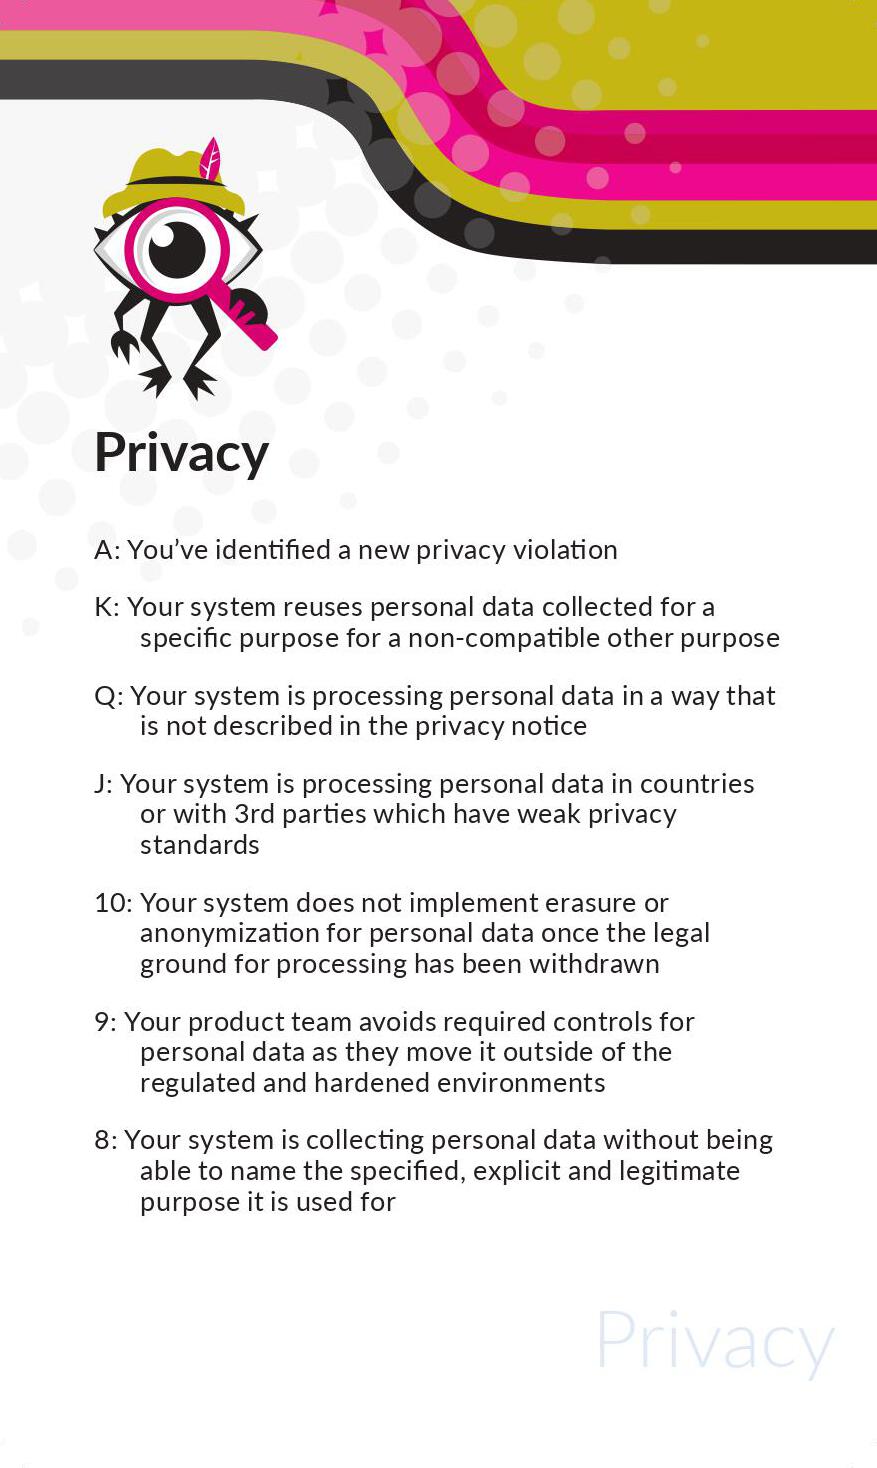 Privacy
A: You’ve identified a new privacy violation
K: Your system reuses personal data collected for a
specific purpose for a non-compatible other purpose
Q: Your system is processing personal data in a way that
is not described in the privacy notice
J: Your system is processing personal data in countries
or with 3rd parties which have weak privacy
standards
10: Your system does not implement erasure or
anonymization for personal data once the legal
ground for processing has been withdrawn
9: Your product team avoids required controls for
personal data as they move it outside of the
regulated and hardened environments
8: Your system is collecting personal data without being
able to name the specified, explicit and legitimate
purpose it is used for
Privacy